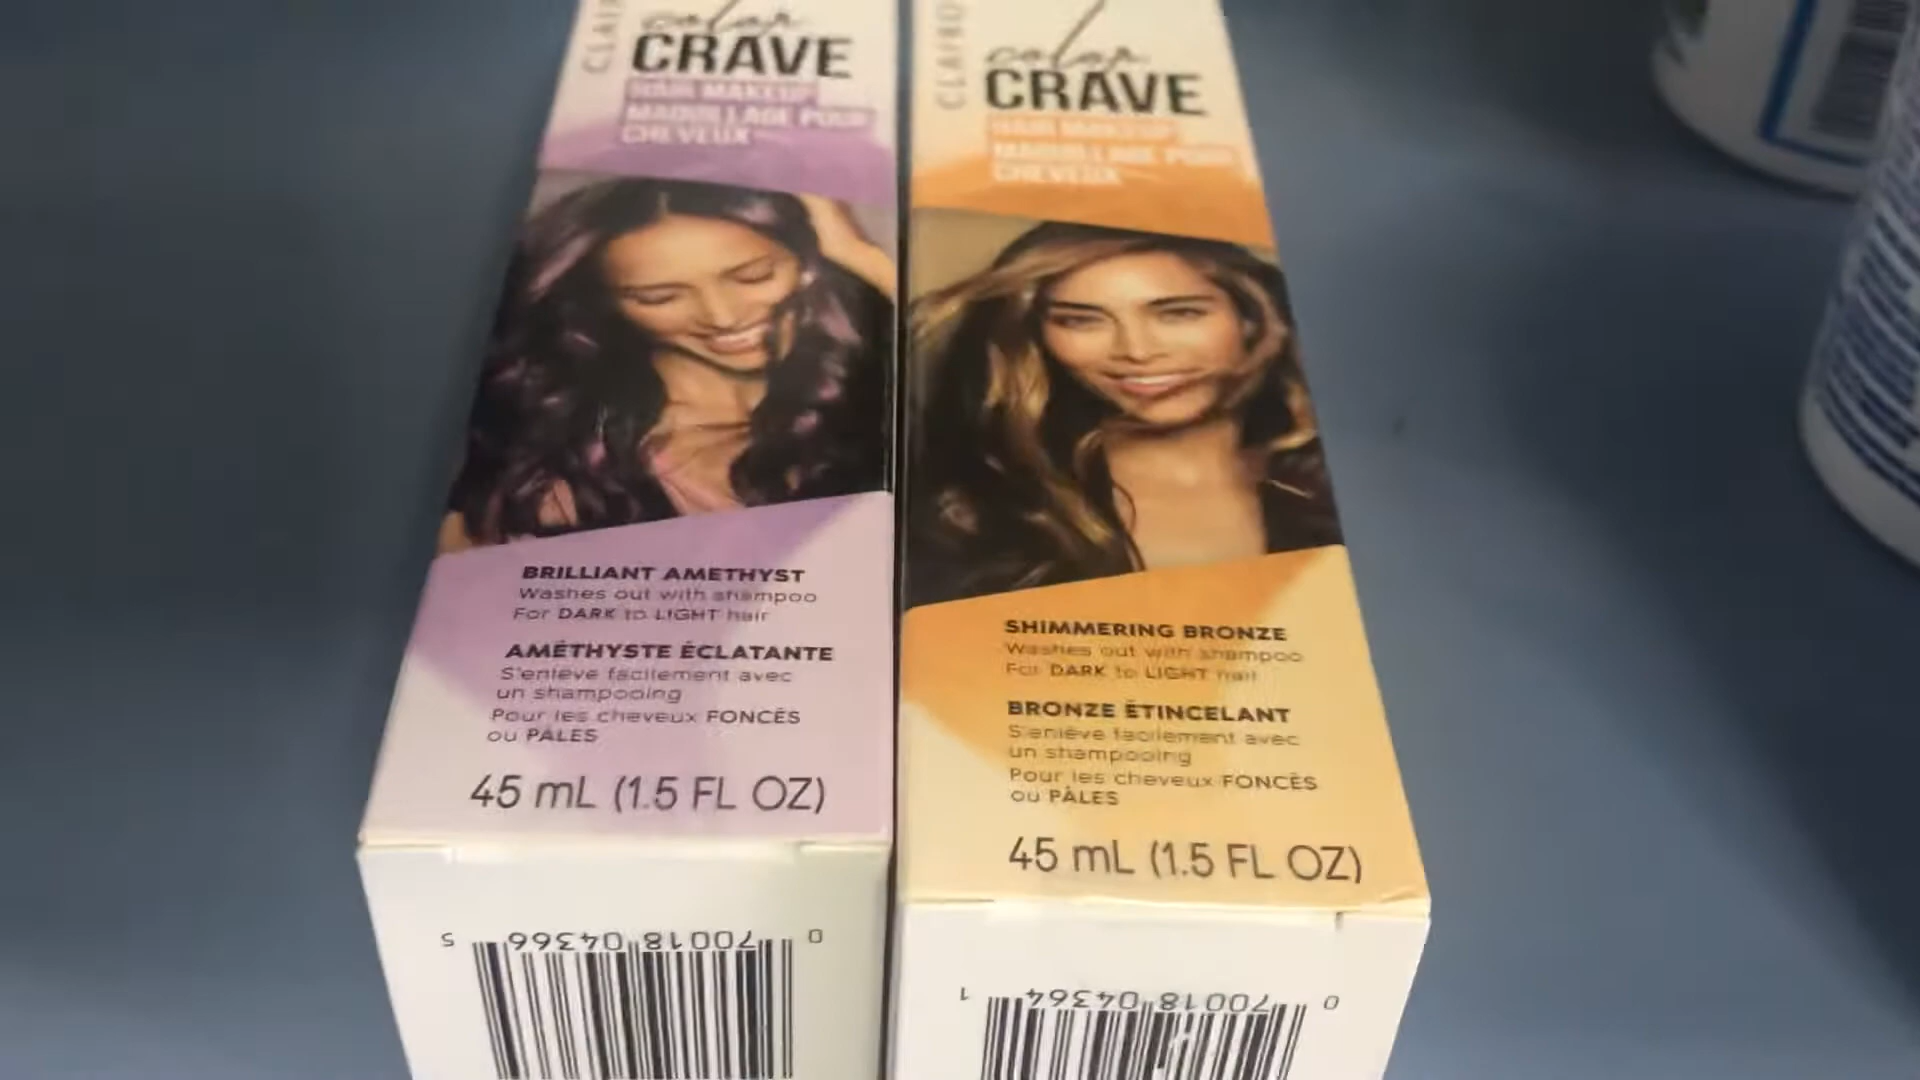 CLAIR
color
CRAVE
HAIR MAKEUP
MAQUILLAGE POUR
CHEVEUX
BRILLIANT AMETHYST
Washes out with shampoo
For DARK to LIGHT hair
AMÉTHYSTE ÉCLATANTE
S'enlève facilement avec
un shampooing
Pour les cheveux FONCÉS
ou PÂLES
45 mL (1.5 FL OZ)
0 70018 04366 5
CLAIRO
color
CRAVE
HAIR MAKEUP
MAQUILLAGE POUR
CHEVEUX
SHIMMERING BRONZE
Washes out with shampoo
For DARK to LIGHT hair
BRONZE ÉTINCELANT
S'enlève facilement avec
un shampooing
Pour les cheveux FONCÉS
ou PÂLES
45 mL (1.5 FL OZ)
0 70018 04364 1